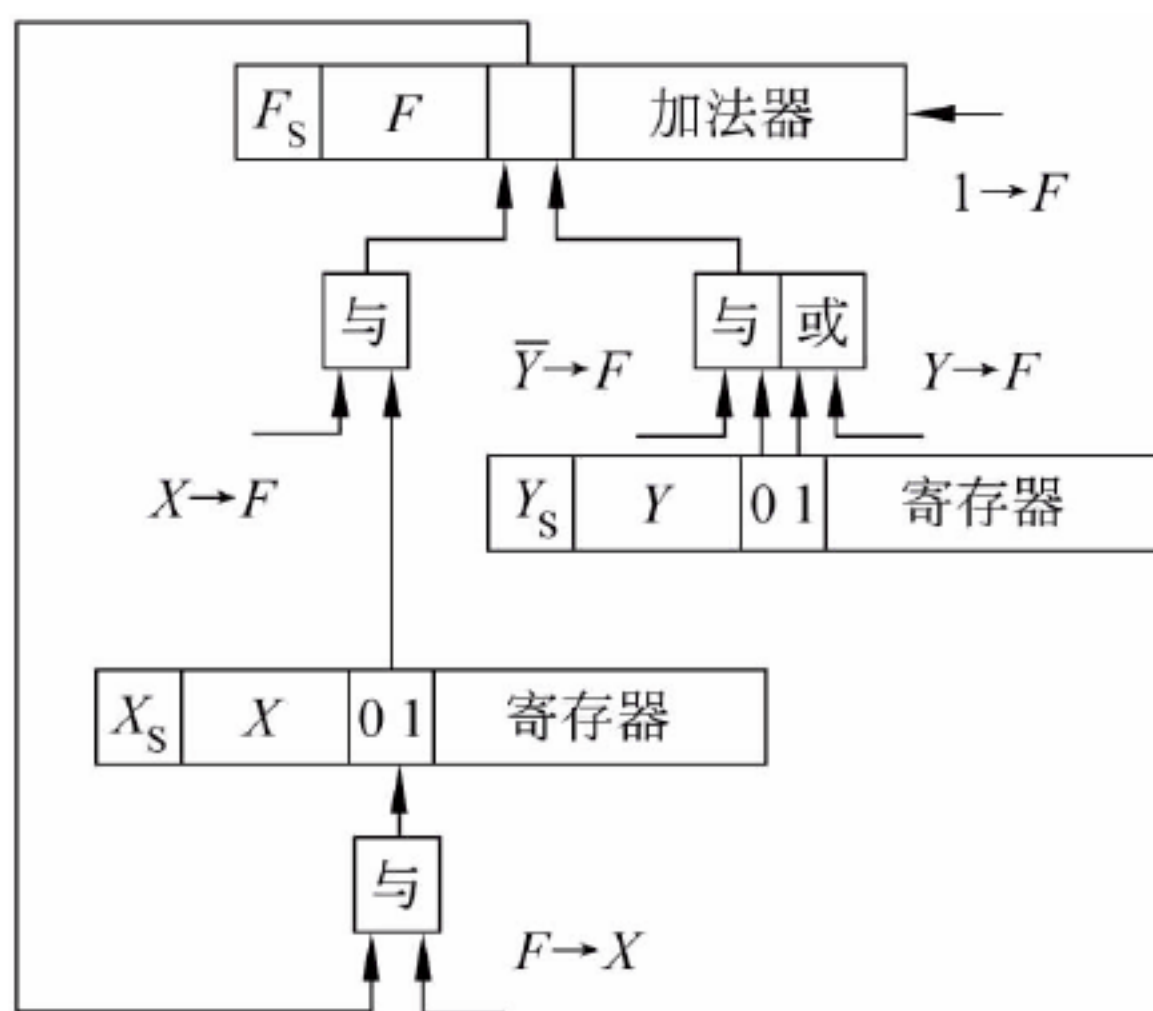 F_S F 加法器
1→F
与 与 或
Y̅→F Y→F
X→F
Y_S Y 0 1 寄存器
X_S X 0 1 寄存器
与
F→X